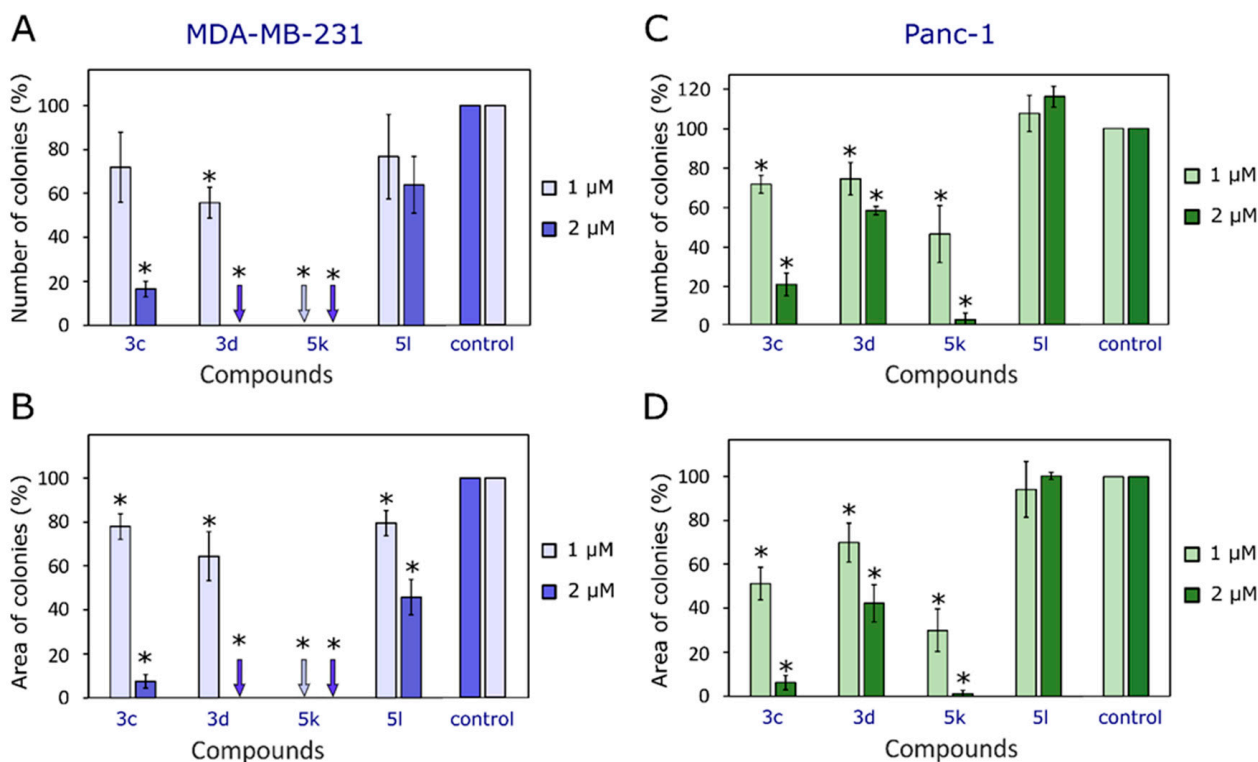 A
MDA-MB-231
Number of colonies (%)
100
80
60
40
20
0
*
*
*
*
*
3c
3d
5k
5l
control
Compounds
1 µM
2 µM
C
Panc-1
Number of colonies (%)
120
100
80
60
40
20
0
*
*
*
*
*
*
3c
3d
5k
5l
control
Compounds
1 µM
2 µM
B
Area of colonies (%)
100
80
60
40
20
0
*
*
*
*
*
*
*
*
3c
3d
5k
5l
control
Compounds
1 µM
2 µM
D
Area of colonies (%)
100
80
60
40
20
0
*
*
*
*
*
*
3c
3d
5k
5l
control
Compounds
1 µM
2 µM